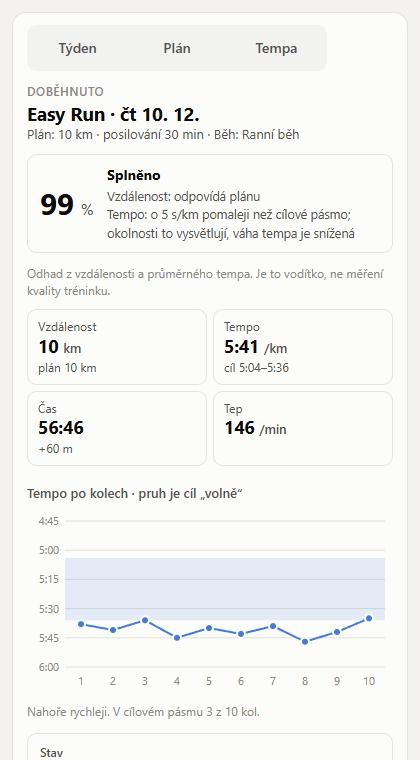 Týden Plán Tempa
DOBĚHNUTO
Easy Run · čt 10. 12.
Plán: 10 km · posilování 30 min · Běh: Ranní běh
Splněno
99 %
Vzdálenost: odpovídá plánu
Tempo: o 5 s/km pomaleji než cílové pásmo;
okolnosti to vysvětlují, váha tempa je snížená
Odhad z vzdálenosti a průměrného tempa. Je to vodítko, ne měření
kvality tréninku.
Vzdálenost
10 km
plán 10 km
Tempo
5:41 /km
cíl 5:04–5:36
Čas
56:46
+60 m
Tep
146 /min
Tempo po kolech · pruh je cíl „volně“
4:45
5:00
5:15
5:30
5:45
6:00
1 2 3 4 5 6 7 8 9 10
Nahoře rychleji. V cílovém pásmu 3 z 10 kol.
Stav